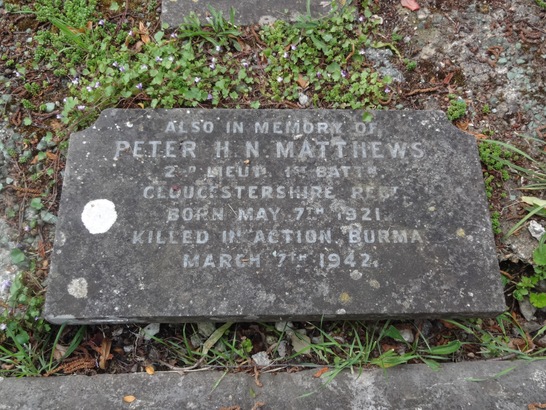 ALSO IN MEMORY OF
PETER H. N. MATTHEWS
2ND LIEUT. 1ST BATTN
GLOUCESTERSHIRE REGT.
BORN MAY 7TH 1921.
KILLED IN ACTION, BURMA
MARCH 7TH 1942.